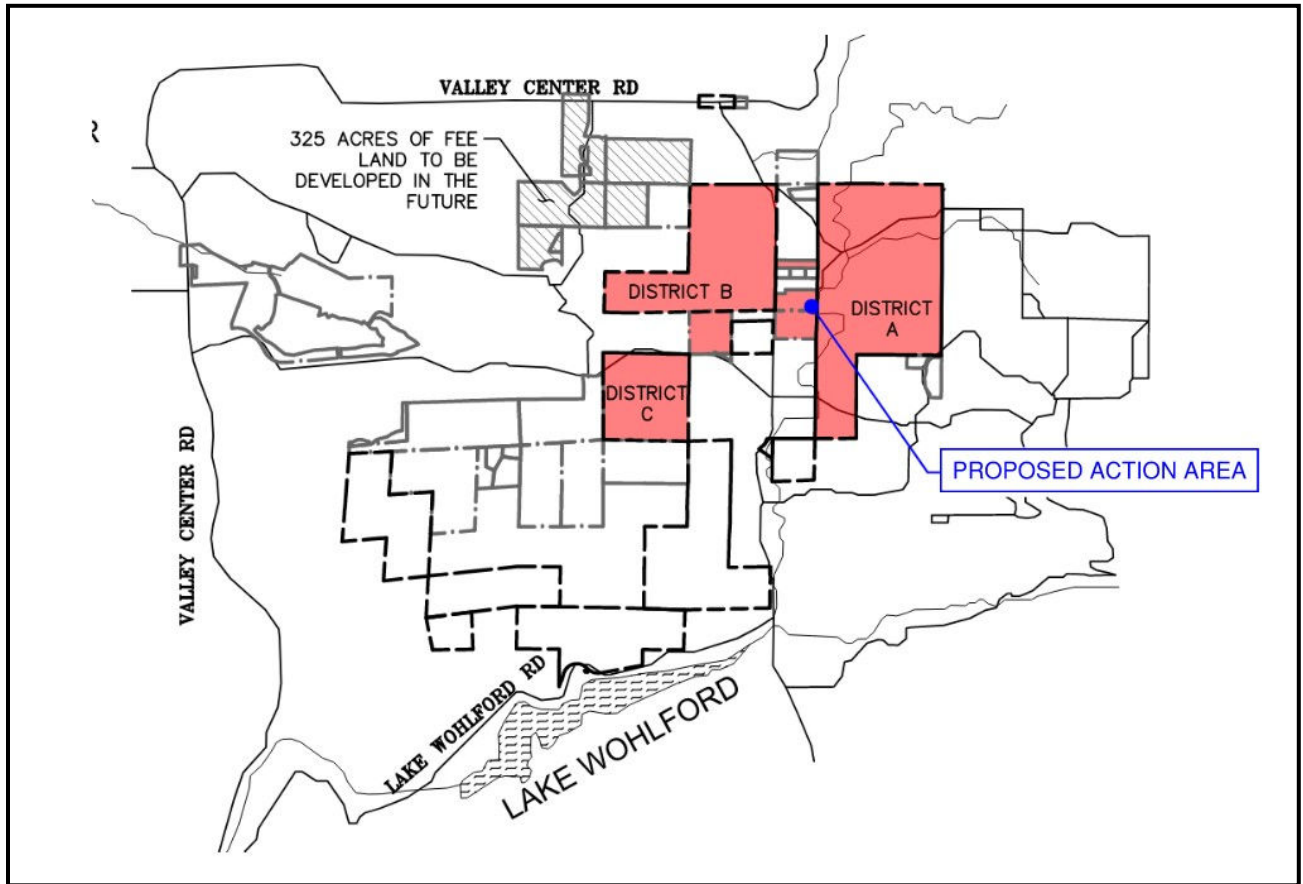 VALLEY CENTER RD
R
325 ACRES OF FEE
LAND TO BE
DEVELOPED IN THE
FUTURE
DISTRICT B
DISTRICT
A
DISTRICT
C
PROPOSED ACTION AREA
VALLEY CENTER RD
LAKE WOHLFORD RD
LAKE WOHLFORD